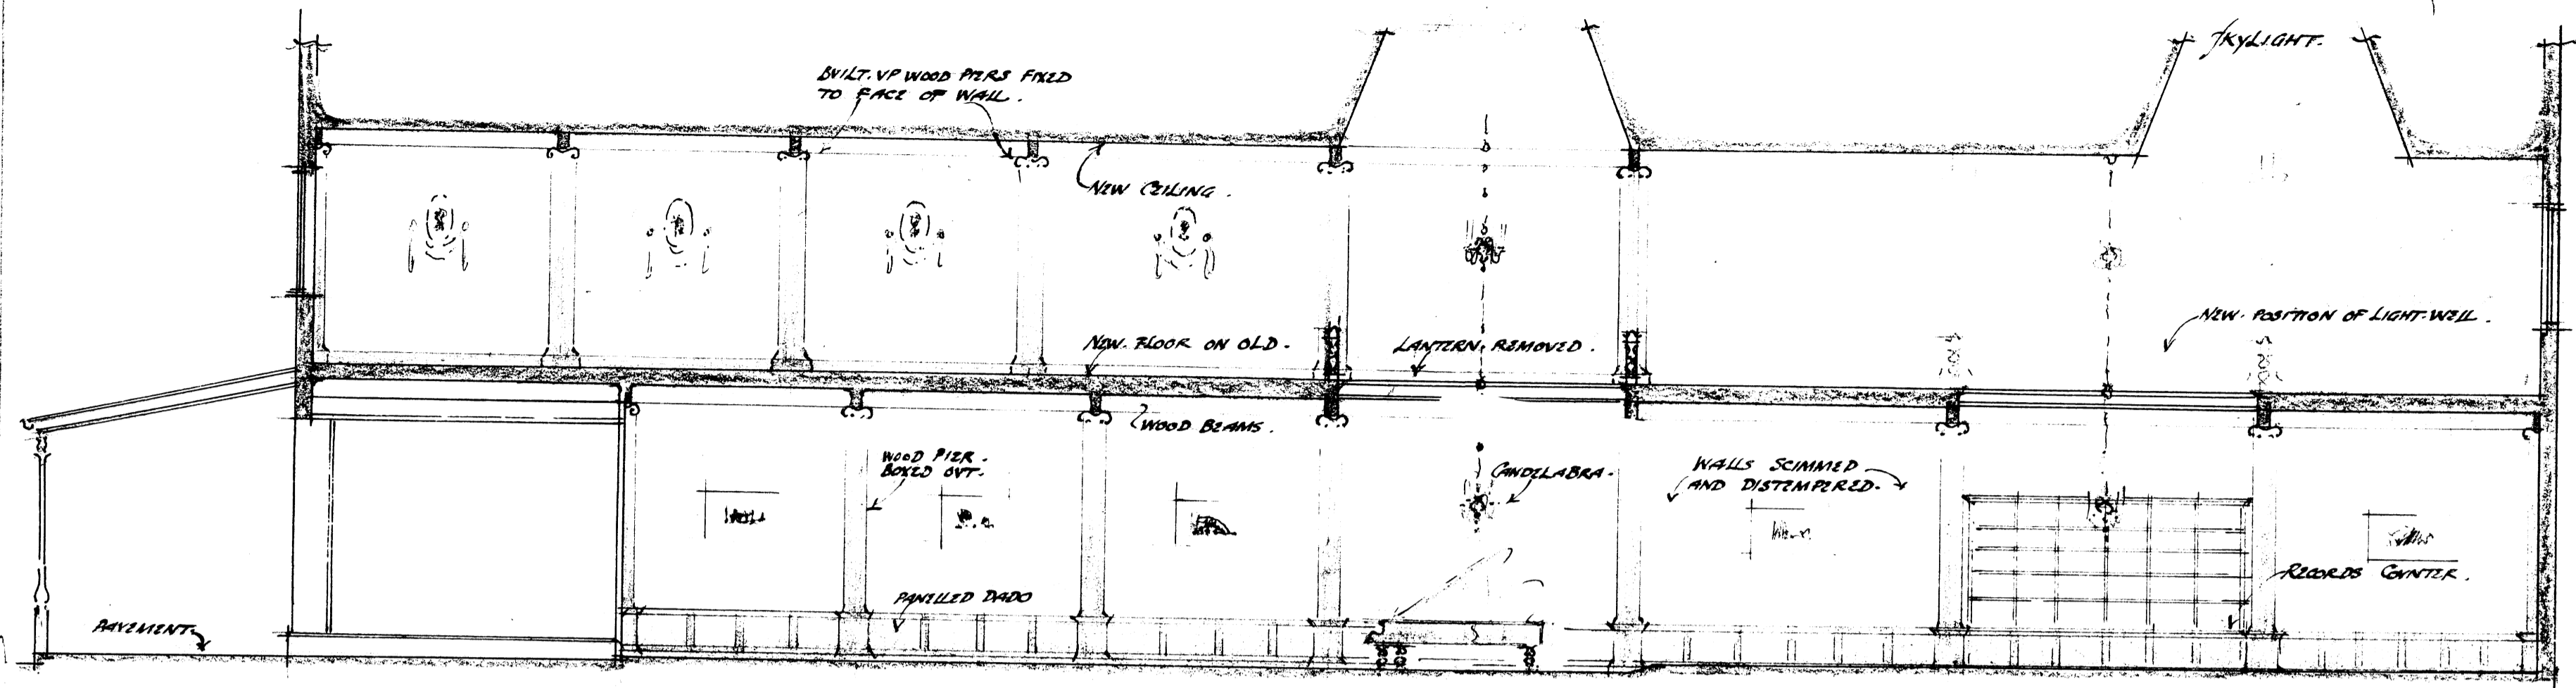 SKYLIGHT.
BUILT. UP WOOD PIERS FIXED
TO FACE OF WALL.
NEW CEILING.
NEW. POSITION OF LIGHT-WELL.
NEW. FLOOR ON OLD.
LANTERN. REMOVED.
WOOD BEAMS.
WOOD PIER.
BOXED OUT.
CANDELABRA.
WALLS SCIMMED
AND DISTEMPERED.
RECORDS COUNTER.
PANELLED DADO
PAVEMENT.